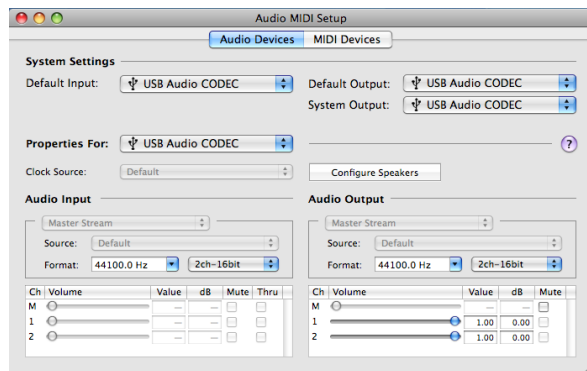 Audio MIDI Setup
Audio Devices MIDI Devices
System Settings
Default Input: USB Audio CODEC Default Output: USB Audio CODEC
System Output: USB Audio CODEC
Properties For: USB Audio CODEC ?
Clock Source: Default Configure Speakers
Audio Input Audio Output
Master Stream Master Stream
Source: Default Source: Default
Format: 44100.0 Hz 2ch-16bit Format: 44100.0 Hz 2ch-16bit
Ch Volume Value dB Mute Thru Ch Volume Value dB Mute
M — — M — —
1 — — 1 1.00 0.00
2 — — 2 1.00 0.00